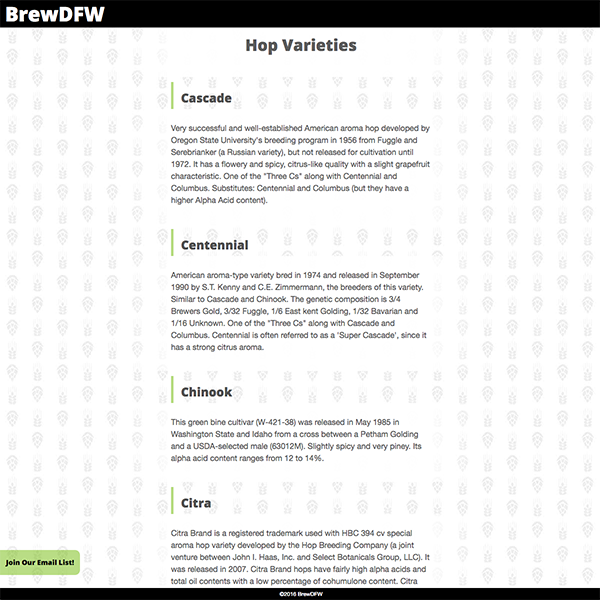 BrewDFW
Hop Varieties
Cascade
Very successful and well-established American aroma hop developed by
Oregon State University's breeding program in 1956 from Fuggle and
Serebrianker (a Russian variety), but not released for cultivation until
1972. It has a flowery and spicy, citrus-like quality with a slight grapefruit
characteristic. One of the "Three Cs" along with Centennial and
Columbus. Substitutes: Centennial and Columbus (but they have a
higher Alpha Acid content).
Centennial
American aroma-type variety bred in 1974 and released in September
1990 by S.T. Kenny and C.E. Zimmermann, the breeders of this variety.
Similar to Cascade and Chinook. The genetic composition is 3/4
Brewers Gold, 3/32 Fuggle, 1/6 East kent Golding, 1/32 Bavarian and
1/16 Unknown. One of the "Three Cs" along with Cascade and
Columbus. Centennial is often referred to as a 'Super Cascade', since it
has a strong citrus aroma.
Chinook
This green bine cultivar (W-421-38) was released in May 1985 in
Washington State and Idaho from a cross between a Petham Golding
and a USDA-selected male (63012M). Slightly spicy and very piney. Its
alpha acid content ranges from 12 to 14%.
Citra
Citra Brand is a registered trademark used with HBC 394 cv special
aroma hop variety developed by the Hop Breeding Company (a joint
venture between John I. Haas, Inc. and Select Botanicals Group, LLC). It
was released in 2007. Citra Brand hops have fairly high alpha acids and
total oil contents with a low percentage of cohumulone content. Citra
Join Our Email List!
©2016 BrewDFW